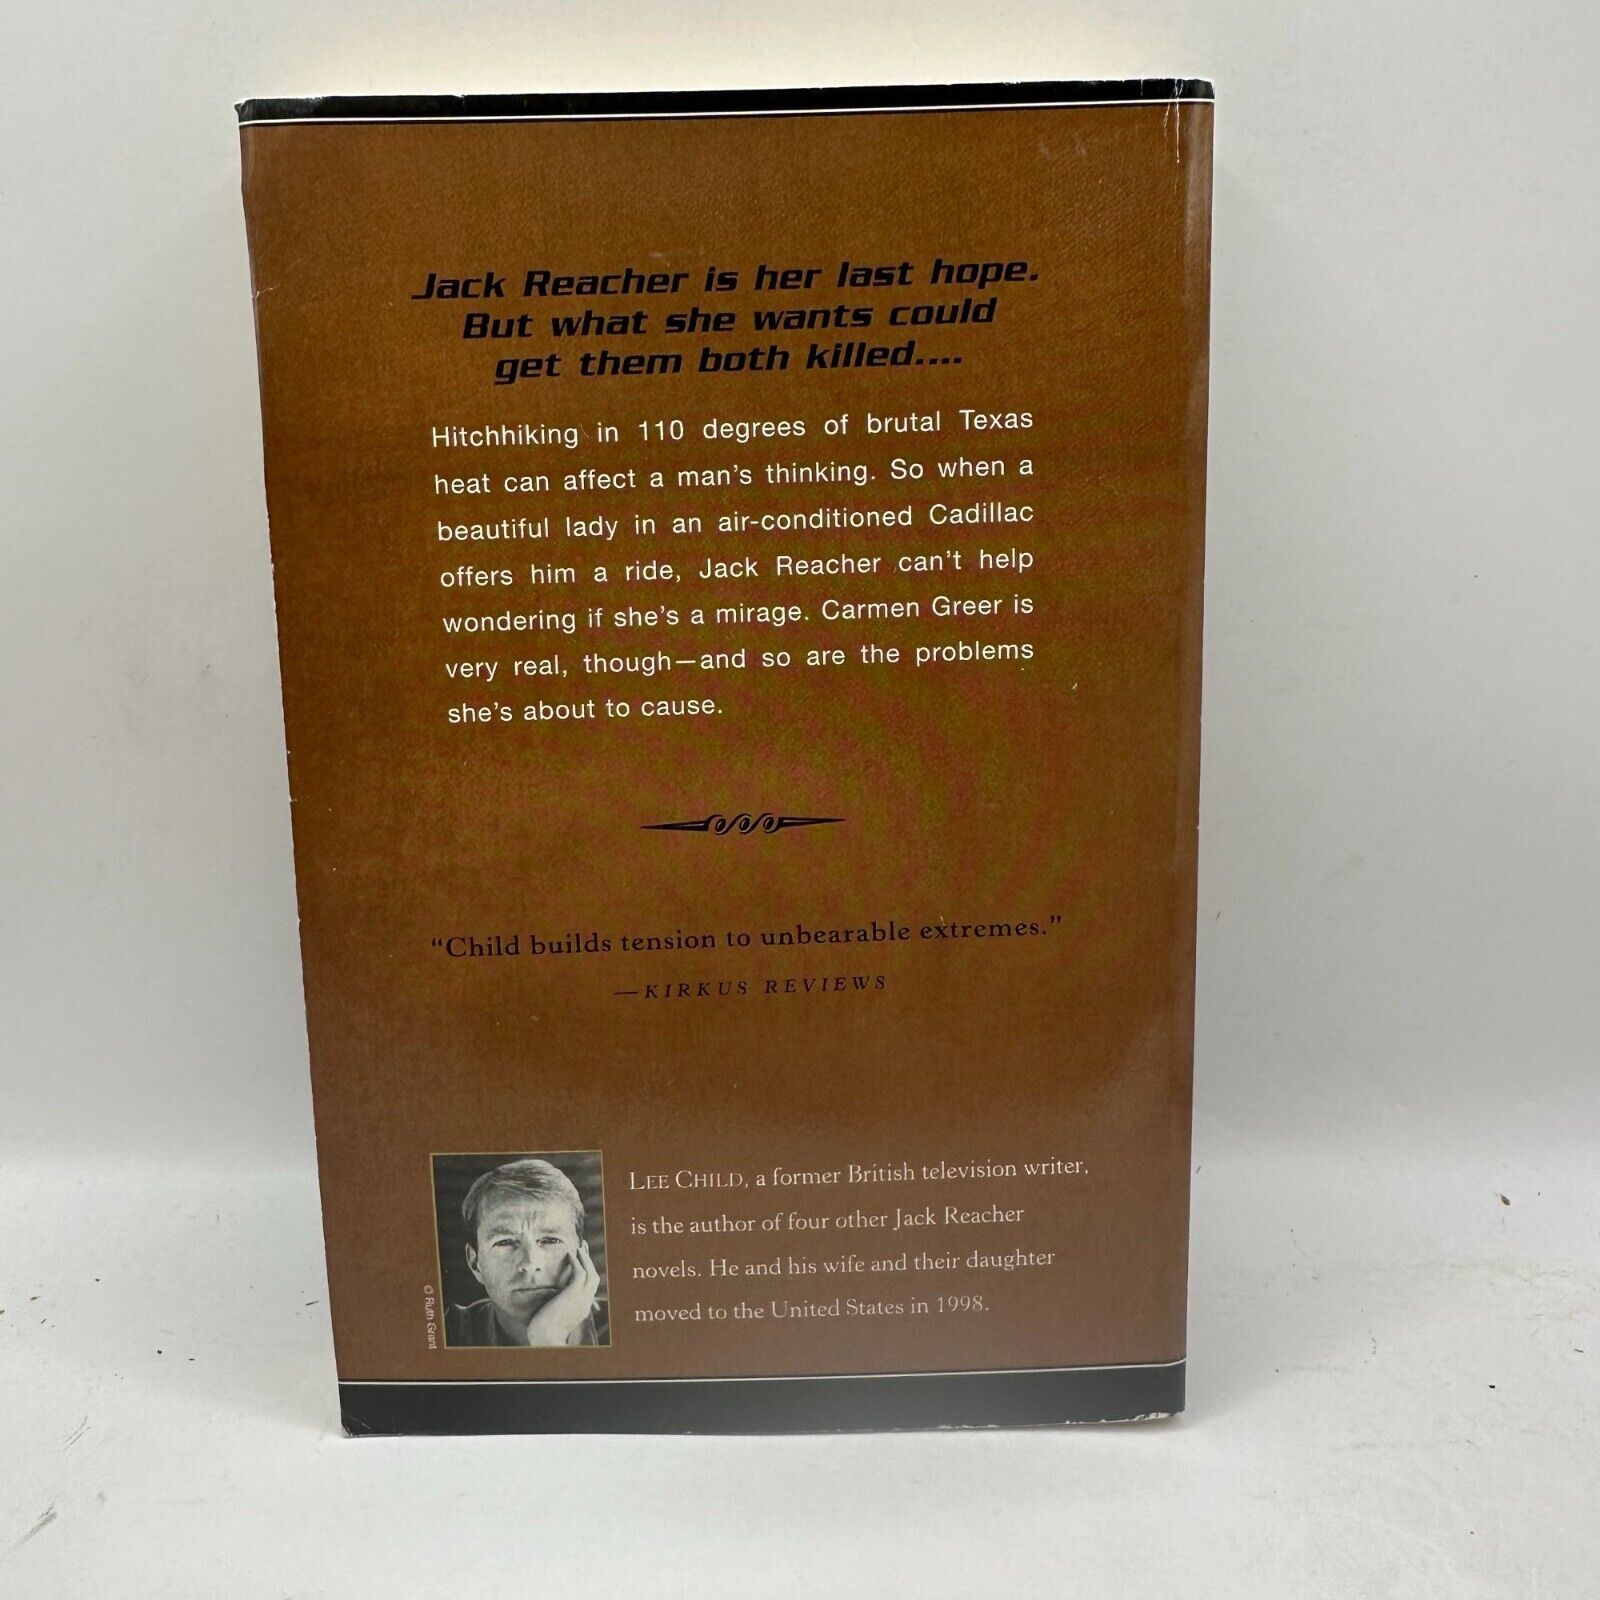 Jack Reacher is her last hope.
But what she wants could
get them both killed....
Hitchhiking in 110 degrees of brutal Texas
heat can affect a man's thinking. So when a
beautiful lady in an air-conditioned Cadillac
offers him a ride, Jack Reacher can't help
wondering if she's a mirage. Carmen Greer is
very real, though—and so are the problems
she's about to cause.
“Child builds tension to unbearable extremes.”
—KIRKUS REVIEWS
© Ruth Grant
LEE CHILD, a former British television writer,
is the author of four other Jack Reacher
novels. He and his wife and their daughter
moved to the United States in 1998.